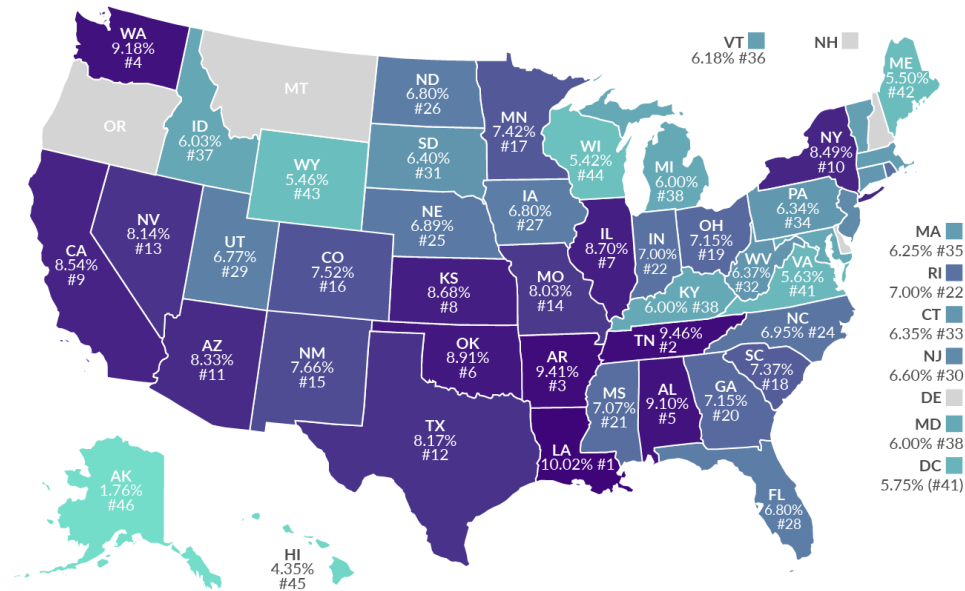 WA
9.18%
#4
OR
CA
8.54%
#9
NV
8.14%
#13
ID
6.03%
#37
MT
WY
5.46%
#43
UT
6.77%
#29
AZ
8.33%
#11
CO
7.52%
#16
NM
7.66%
#15
ND
6.80%
#26
SD
6.40%
#31
NE
6.89%
#25
KS
8.68%
#8
OK
8.91%
#6
TX
8.17%
#12
MN
7.42%
#17
IA
6.80%
#27
MO
8.03%
#14
AR
9.41%
#3
LA
10.02% #1
WI
5.42%
#44
IL
8.70%
#7
MI
6.00%
#38
IN
7.00%
#22
OH
7.15%
#19
KY
6.00% #38
TN 9.46%
#2
MS
7.07%
#21
AL
9.10%
#5
GA
7.15%
#20
FL
6.80%
#28
SC
7.37%
#18
NC
6.95% #24
VA
5.63%
#41
WV
6.37%
#32
PA
6.34%
#34
NY
8.49%
#10
ME
5.50%
#42
VT
6.18% #36
NH
MA
6.25% #35
RI
7.00% #22
CT
6.35% #33
NJ
6.60% #30
DE
MD
6.00% #38
DC
5.75% (#41)
AK
1.76%
#46
HI
4.35%
#45